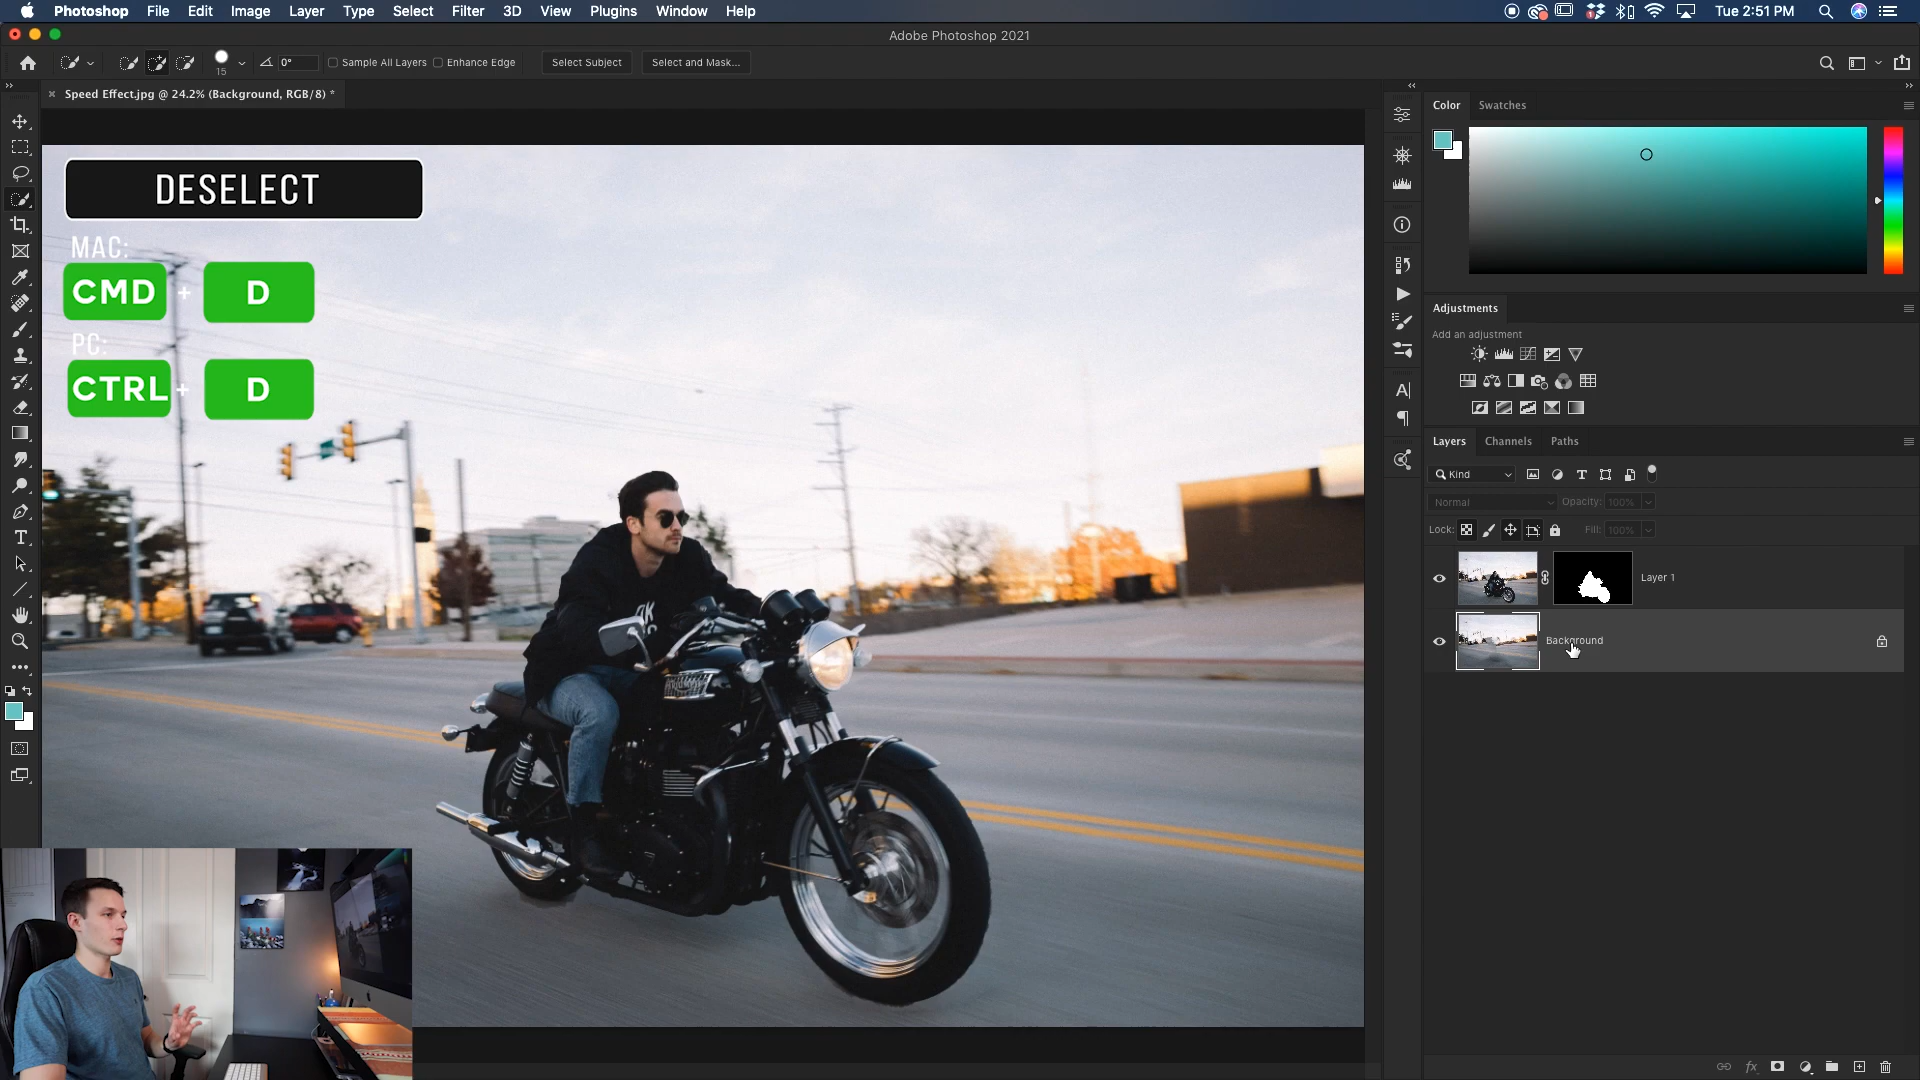 Photoshop File Edit Image Layer Type Select Filter 3D View Plugins Window Help
Tue 2:51 PM
Adobe Photoshop 2021
15
0°
Sample All Layers
Enhance Edge
Select Subject
Select and Mask...
Speed Effect.jpg @ 24.2% (Background, RGB/8) *
DESELECT
MAC:
CMD + D
PC:
CTRL + D
Color Swatches
Adjustments
Add an adjustment
Layers Channels Paths
Kind
Normal
Opacity: 100%
Lock:
Fill: 100%
Layer 1
Background